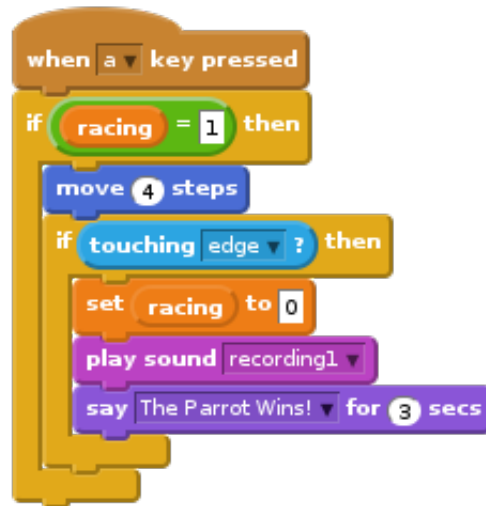 when a key pressed
if racing = 1 then
move 4 steps
if touching edge ? then
set racing to 0
play sound recording1
say The Parrot Wins! for 3 secs